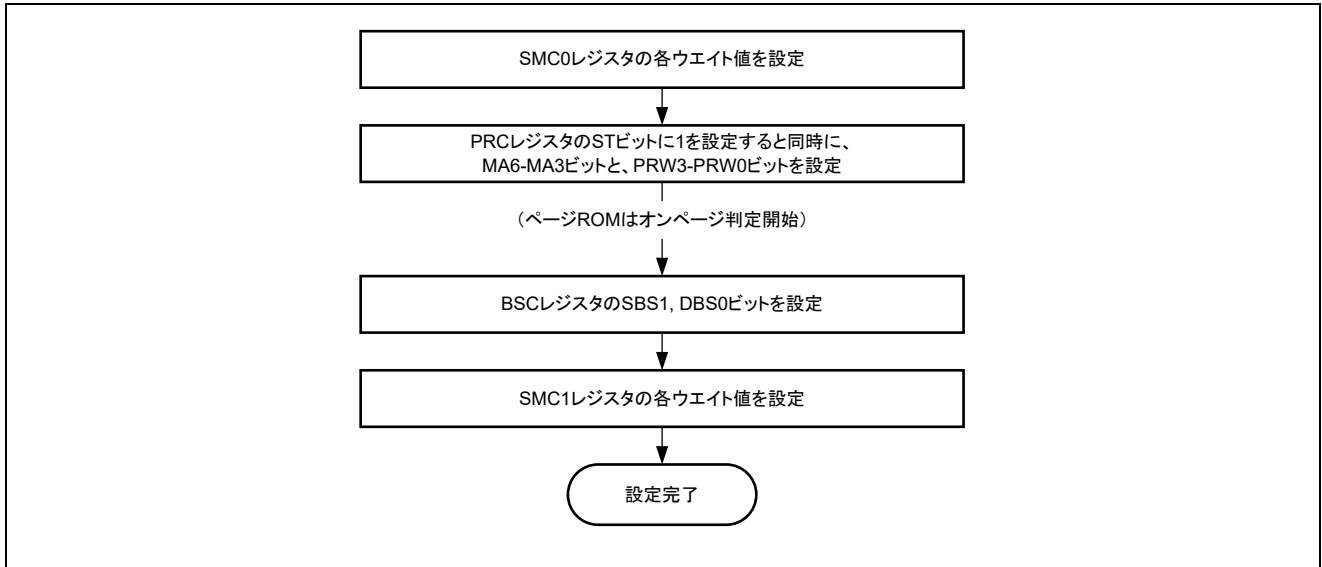 SMC0レジスタの各ウエイト値を設定
PRCレジスタのSTビットに1を設定すると同時に、
MA6-MA3ビットと、PRW3-PRW0ビットを設定
（ページROMはオンページ判定開始）
BSCレジスタのSBS1, DBS0ビットを設定
SMC1レジスタの各ウエイト値を設定
設定完了